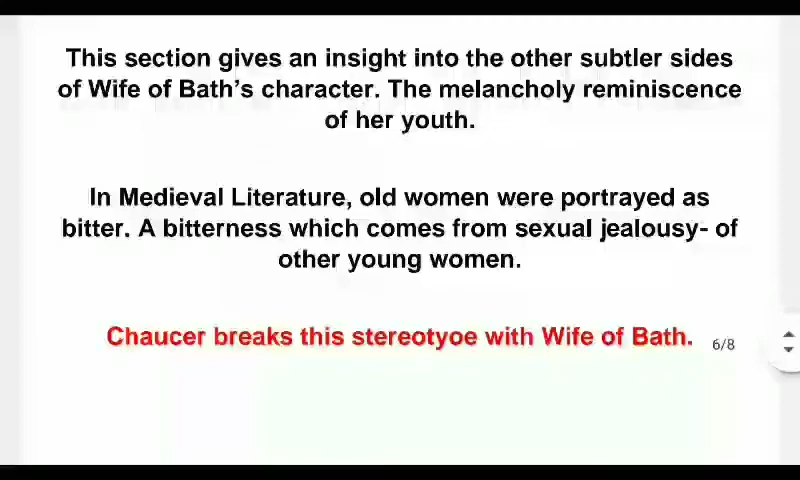 This section gives an insight into the other subtler sides
of Wife of Bath's character. The melancholy reminiscence
of her youth.
In Medieval Literature, old women were portrayed as
bitter. A bitterness which comes from sexual jealousy- of
other young women.
Chaucer breaks this stereotyoe with Wife of Bath.
6/8